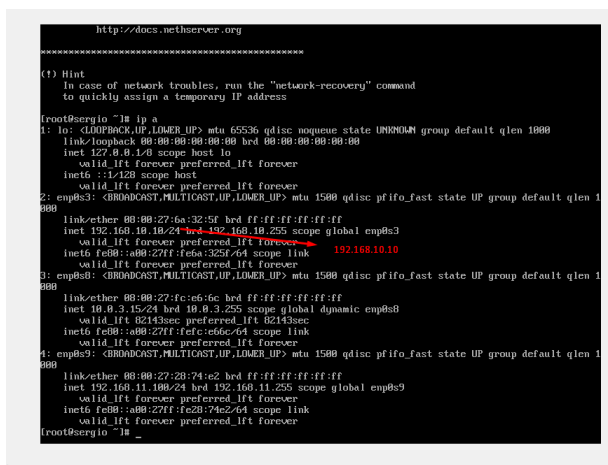 http://docs.nethserver.org
************************************************
(!) Hint
In case of network troubles, run the "network-recovery" command
to quickly assign a temporary IP address
[root@sergio ~]# ip a
1: lo: <LOOPBACK,UP,LOWER_UP> mtu 65536 qdisc noqueue state UNKNOWN group default qlen 1000
link/loopback 00:00:00:00:00:00 brd 00:00:00:00:00:00
inet 127.0.0.1/8 scope host lo
valid_lft forever preferred_lft forever
inet6 ::1/128 scope host
valid_lft forever preferred_lft forever
2: enp0s3: <BROADCAST,MULTICAST,UP,LOWER_UP> mtu 1500 qdisc pfifo_fast state UP group default qlen 1
000
link/ether 08:00:27:6a:32:5f brd ff:ff:ff:ff:ff:ff
inet 192.168.10.10/24 brd 192.168.10.255 scope global enp0s3
valid_lft forever preferred_lft forever
192.168.10.10
inet6 fe80::a00:27ff:fe6a:325f/64 scope link
valid_lft forever preferred_lft forever
3: enp0s8: <BROADCAST,MULTICAST,UP,LOWER_UP> mtu 1500 qdisc pfifo_fast state UP group default qlen 1
000
link/ether 08:00:27:fc:e6:6c brd ff:ff:ff:ff:ff:ff
inet 10.0.3.15/24 brd 10.0.3.255 scope global dynamic enp0s8
valid_lft 82143sec preferred_lft 82143sec
inet6 fe80::a00:27ff:fefc:e66c/64 scope link
valid_lft forever preferred_lft forever
4: enp0s9: <BROADCAST,MULTICAST,UP,LOWER_UP> mtu 1500 qdisc pfifo_fast state UP group default qlen 1
000
link/ether 08:00:27:28:74:e2 brd ff:ff:ff:ff:ff:ff
inet 192.168.11.100/24 brd 192.168.11.255 scope global enp0s9
valid_lft forever preferred_lft forever
inet6 fe80::a00:27ff:fe28:74e2/64 scope link
valid_lft forever preferred_lft forever
[root@sergio ~]# _